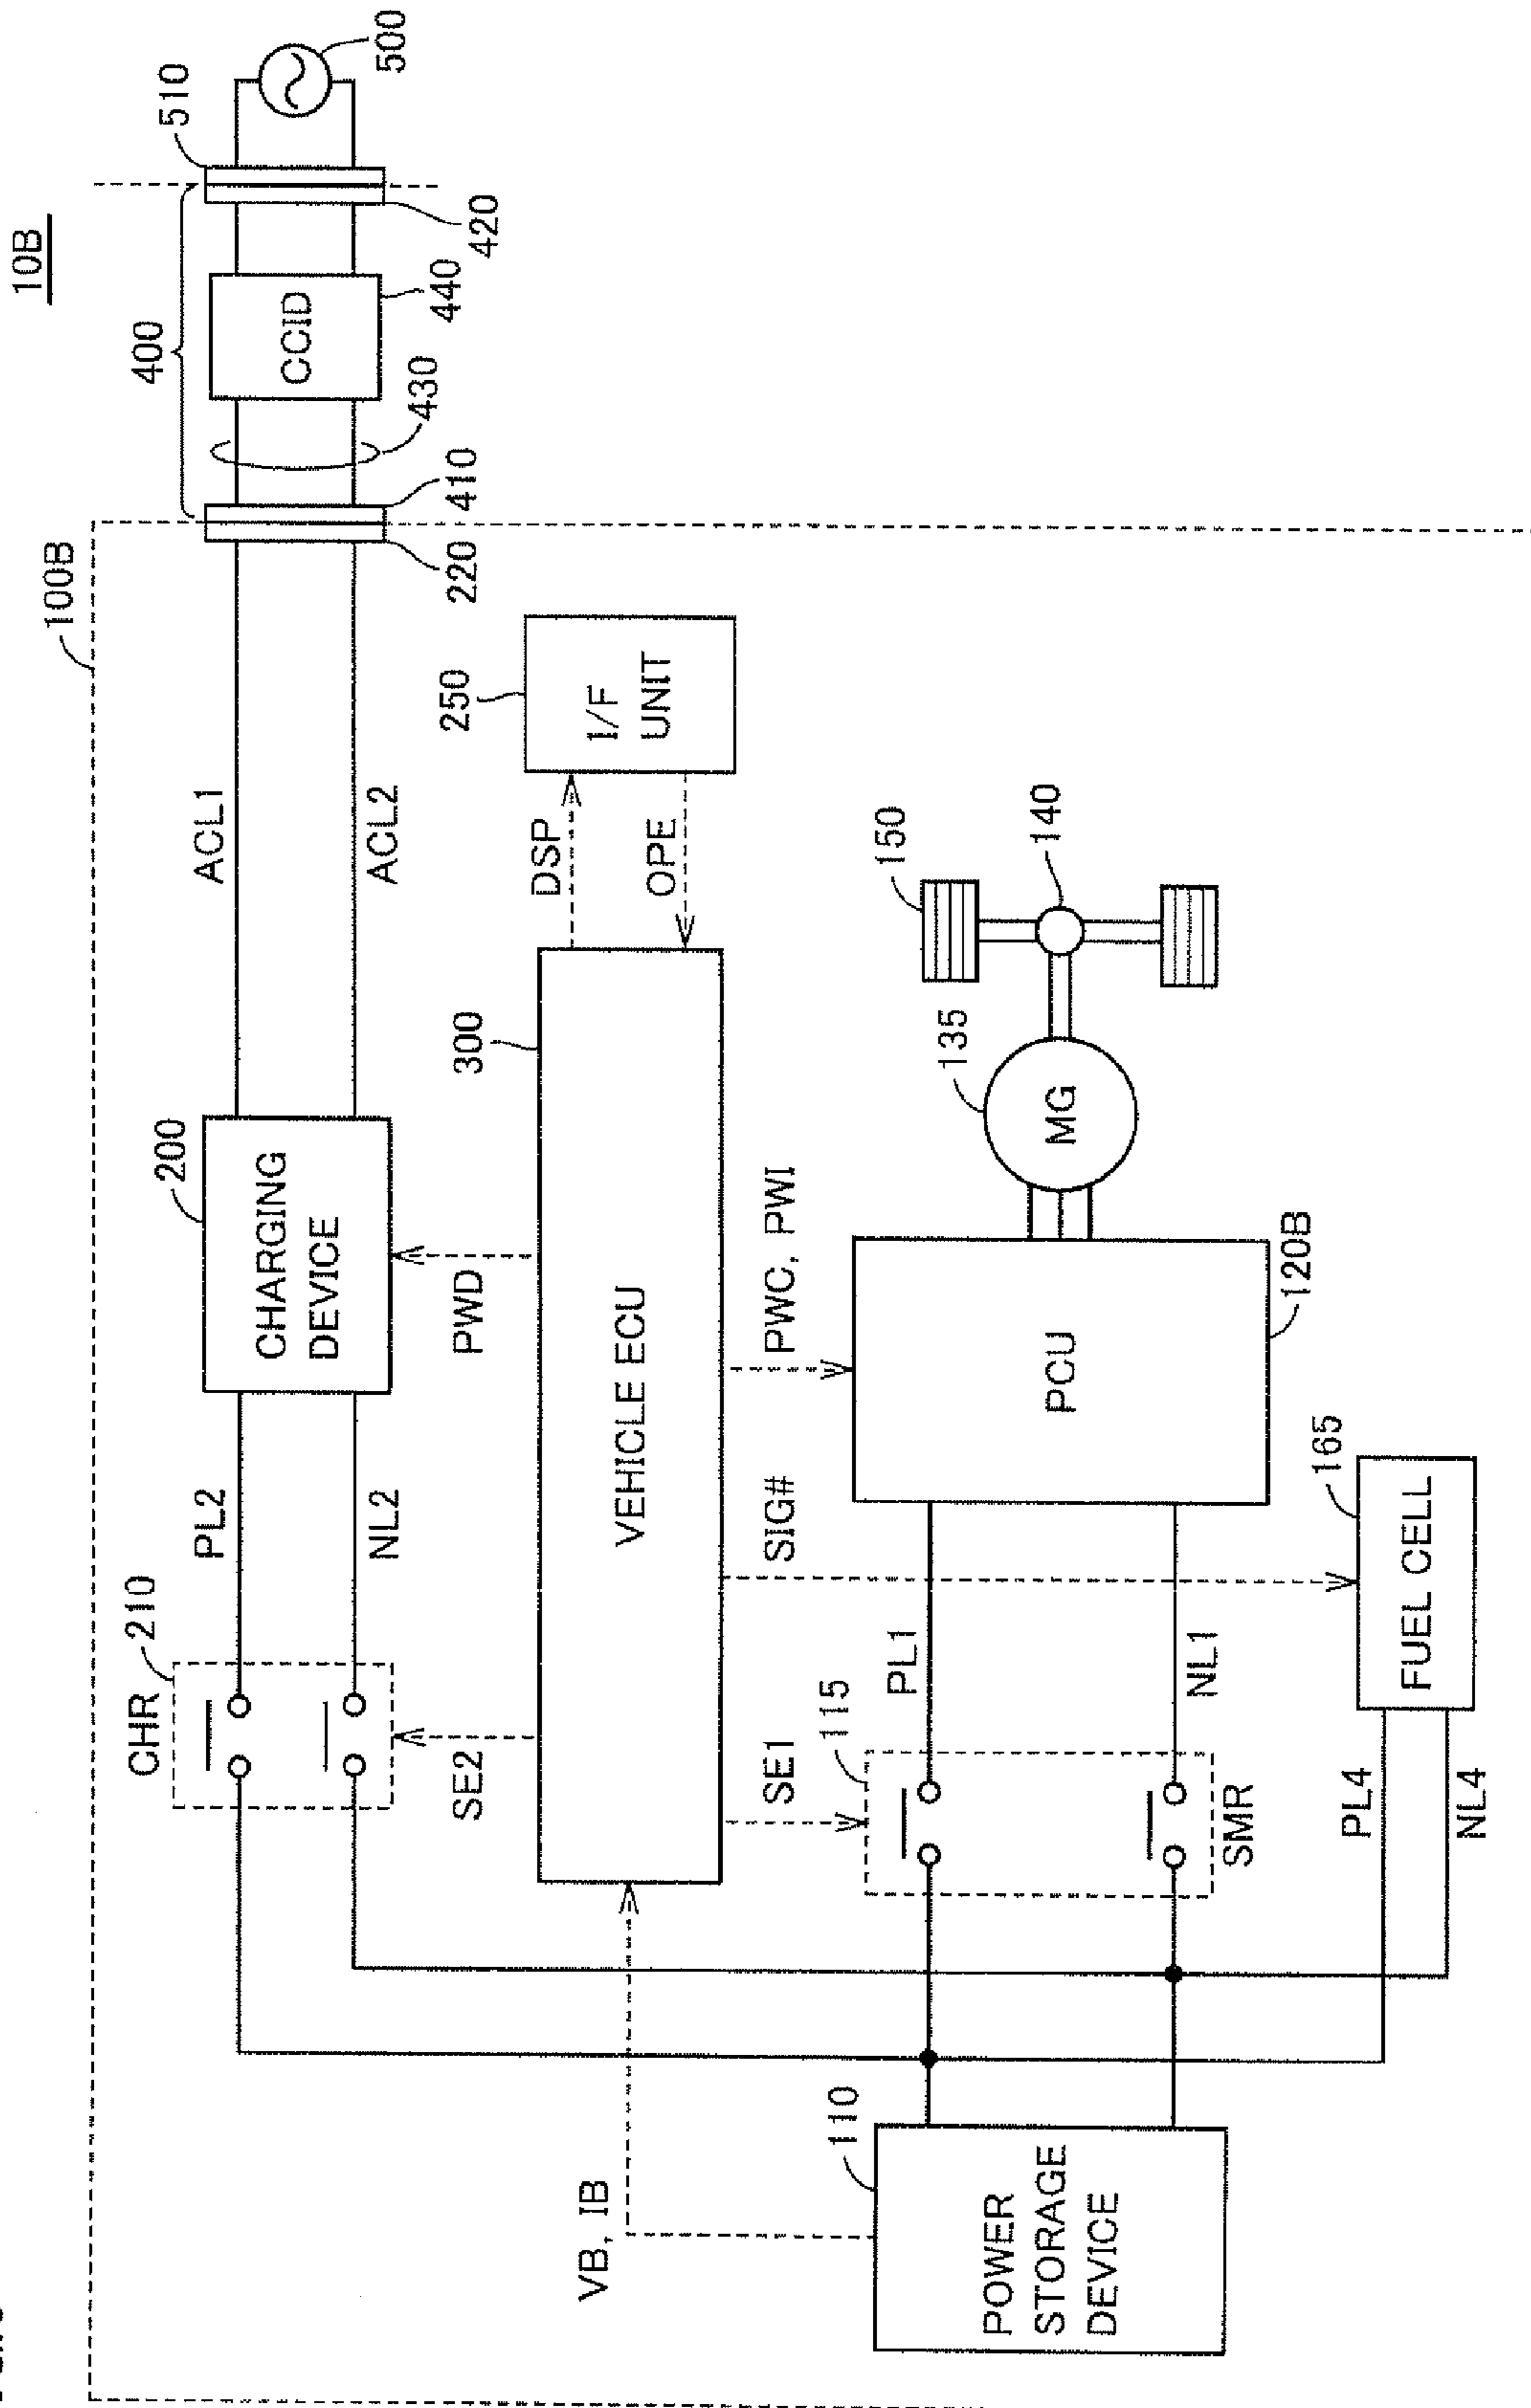 10B
100B
400
510
500
420
440
CCID
430
410
220
ACL1
ACL2
200
CHARGING
DEVICE
PL2
NL2
210
CHR
250
I/F
UNIT
DSP
OPE
300
VEHICLE ECU
PWD
SE2
VB, IB
SE1
SIG#
PWC, PWI
150
140
135
MG
PCU
120B
PL1
NL1
115
SMR
165
FUEL CELL
PL4
NL4
110
POWER
STORAGE
DEVICE